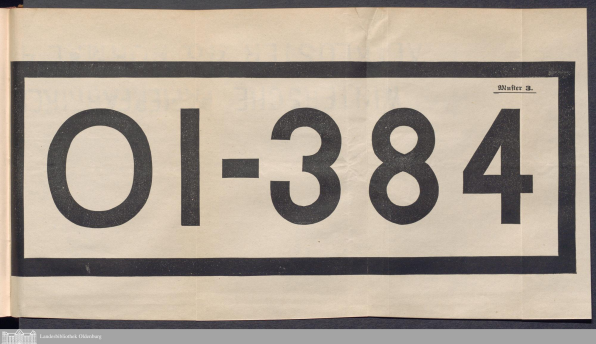 Muster 3.
OI-384
Landesbibliothek Oldenburg